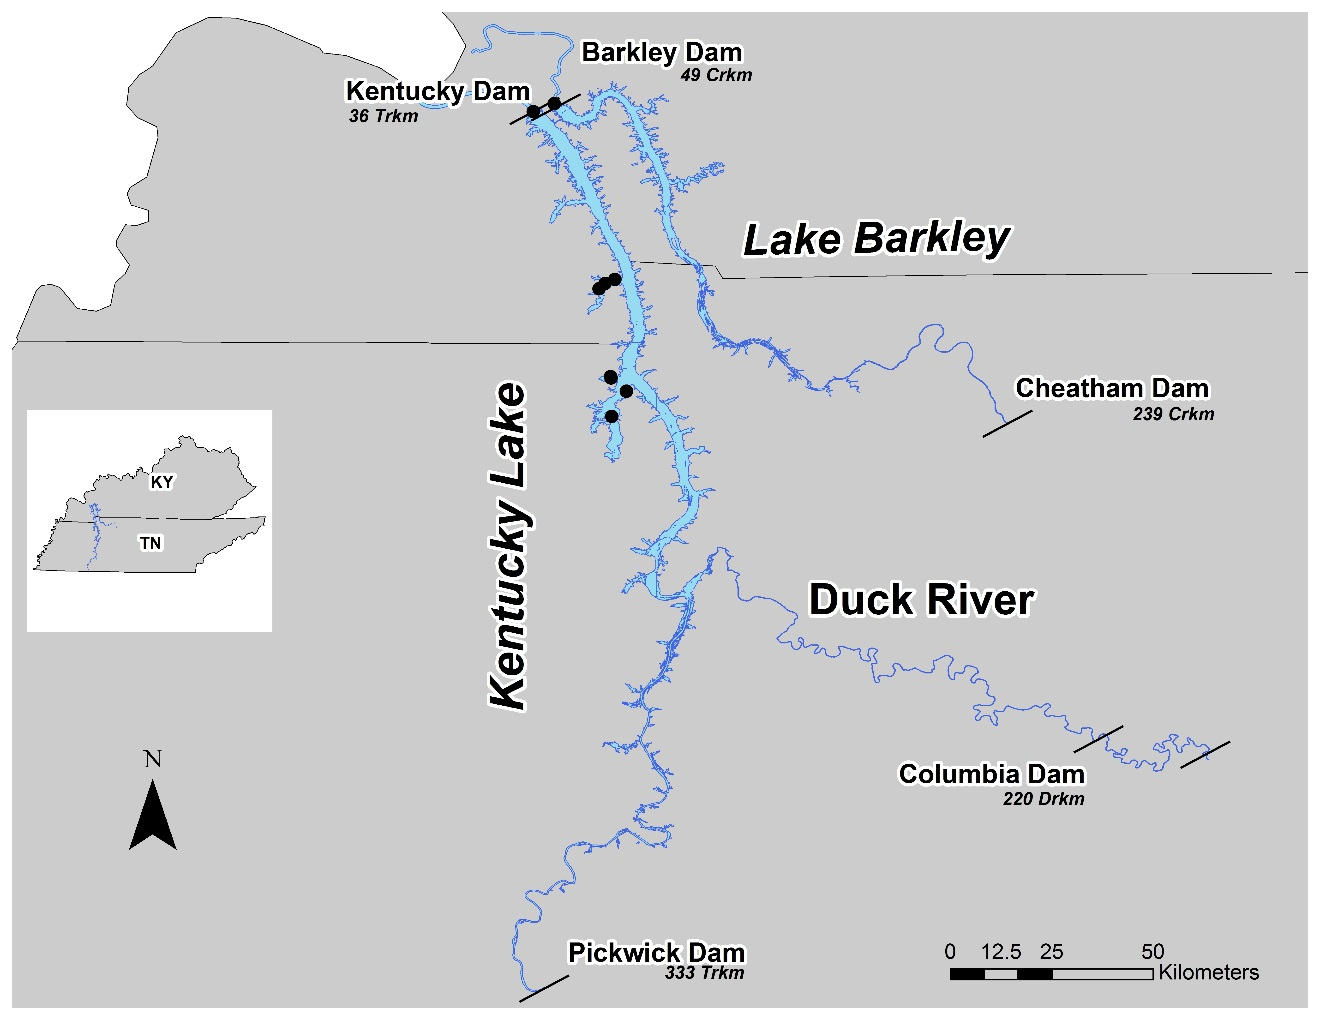 Barkley Dam
49 Crkm
Kentucky Dam
36 Trkm
Lake Barkley
Cheatham Dam
239 Crkm
Kentucky Lake
KY
TN
Duck River
N
Columbia Dam
220 Drkm
Pickwick Dam
333 Trkm
0 12.5 25 50
Kilometers